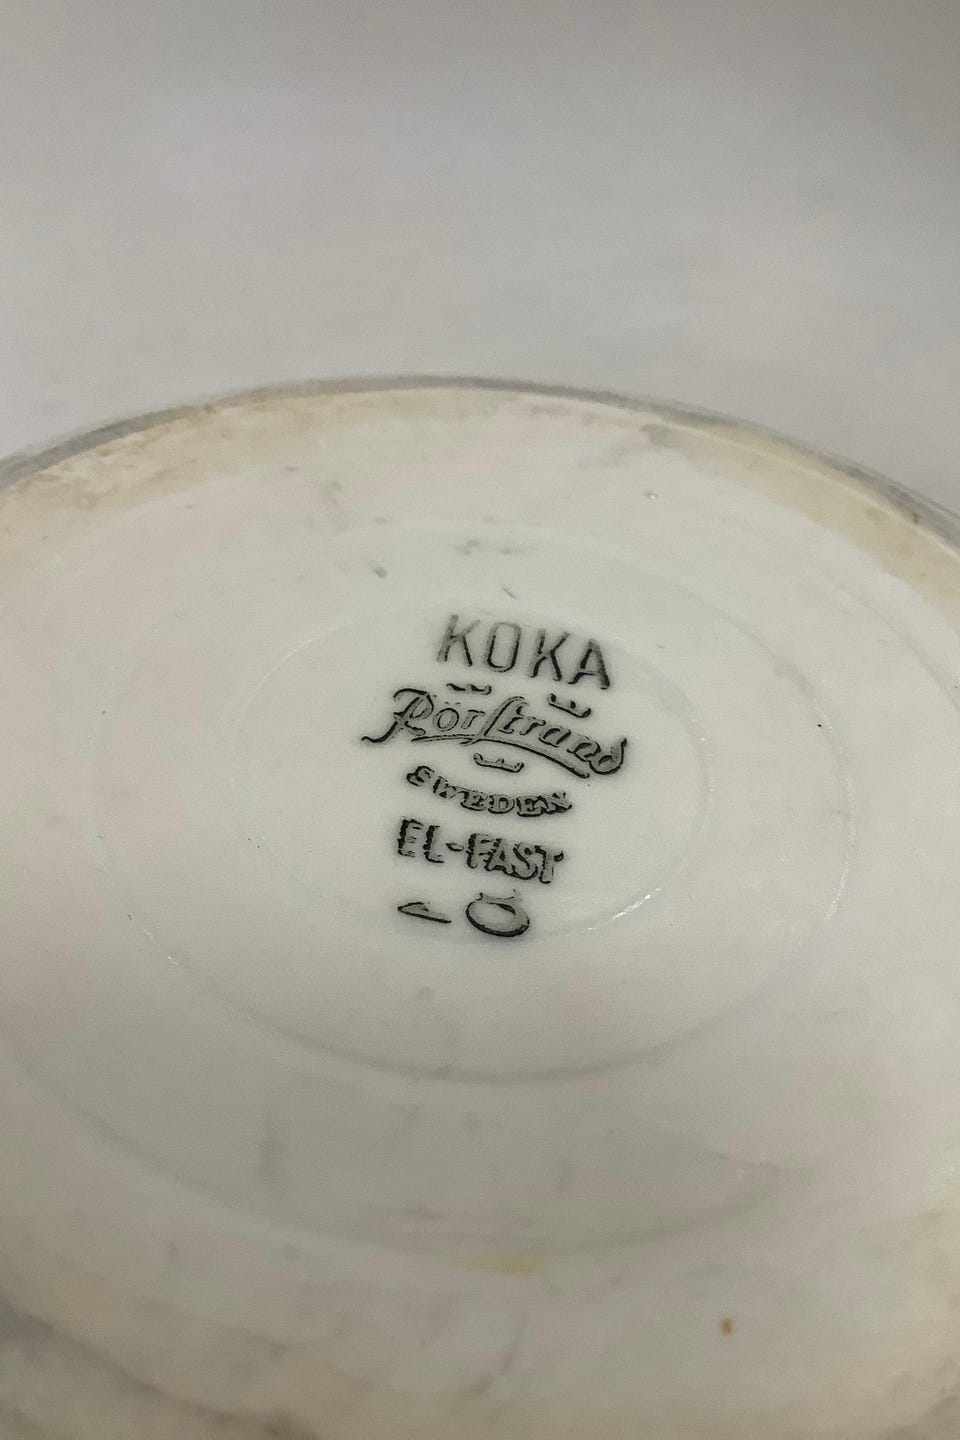 KOKA
Rörstrand
SWEDEN
EL-FAST